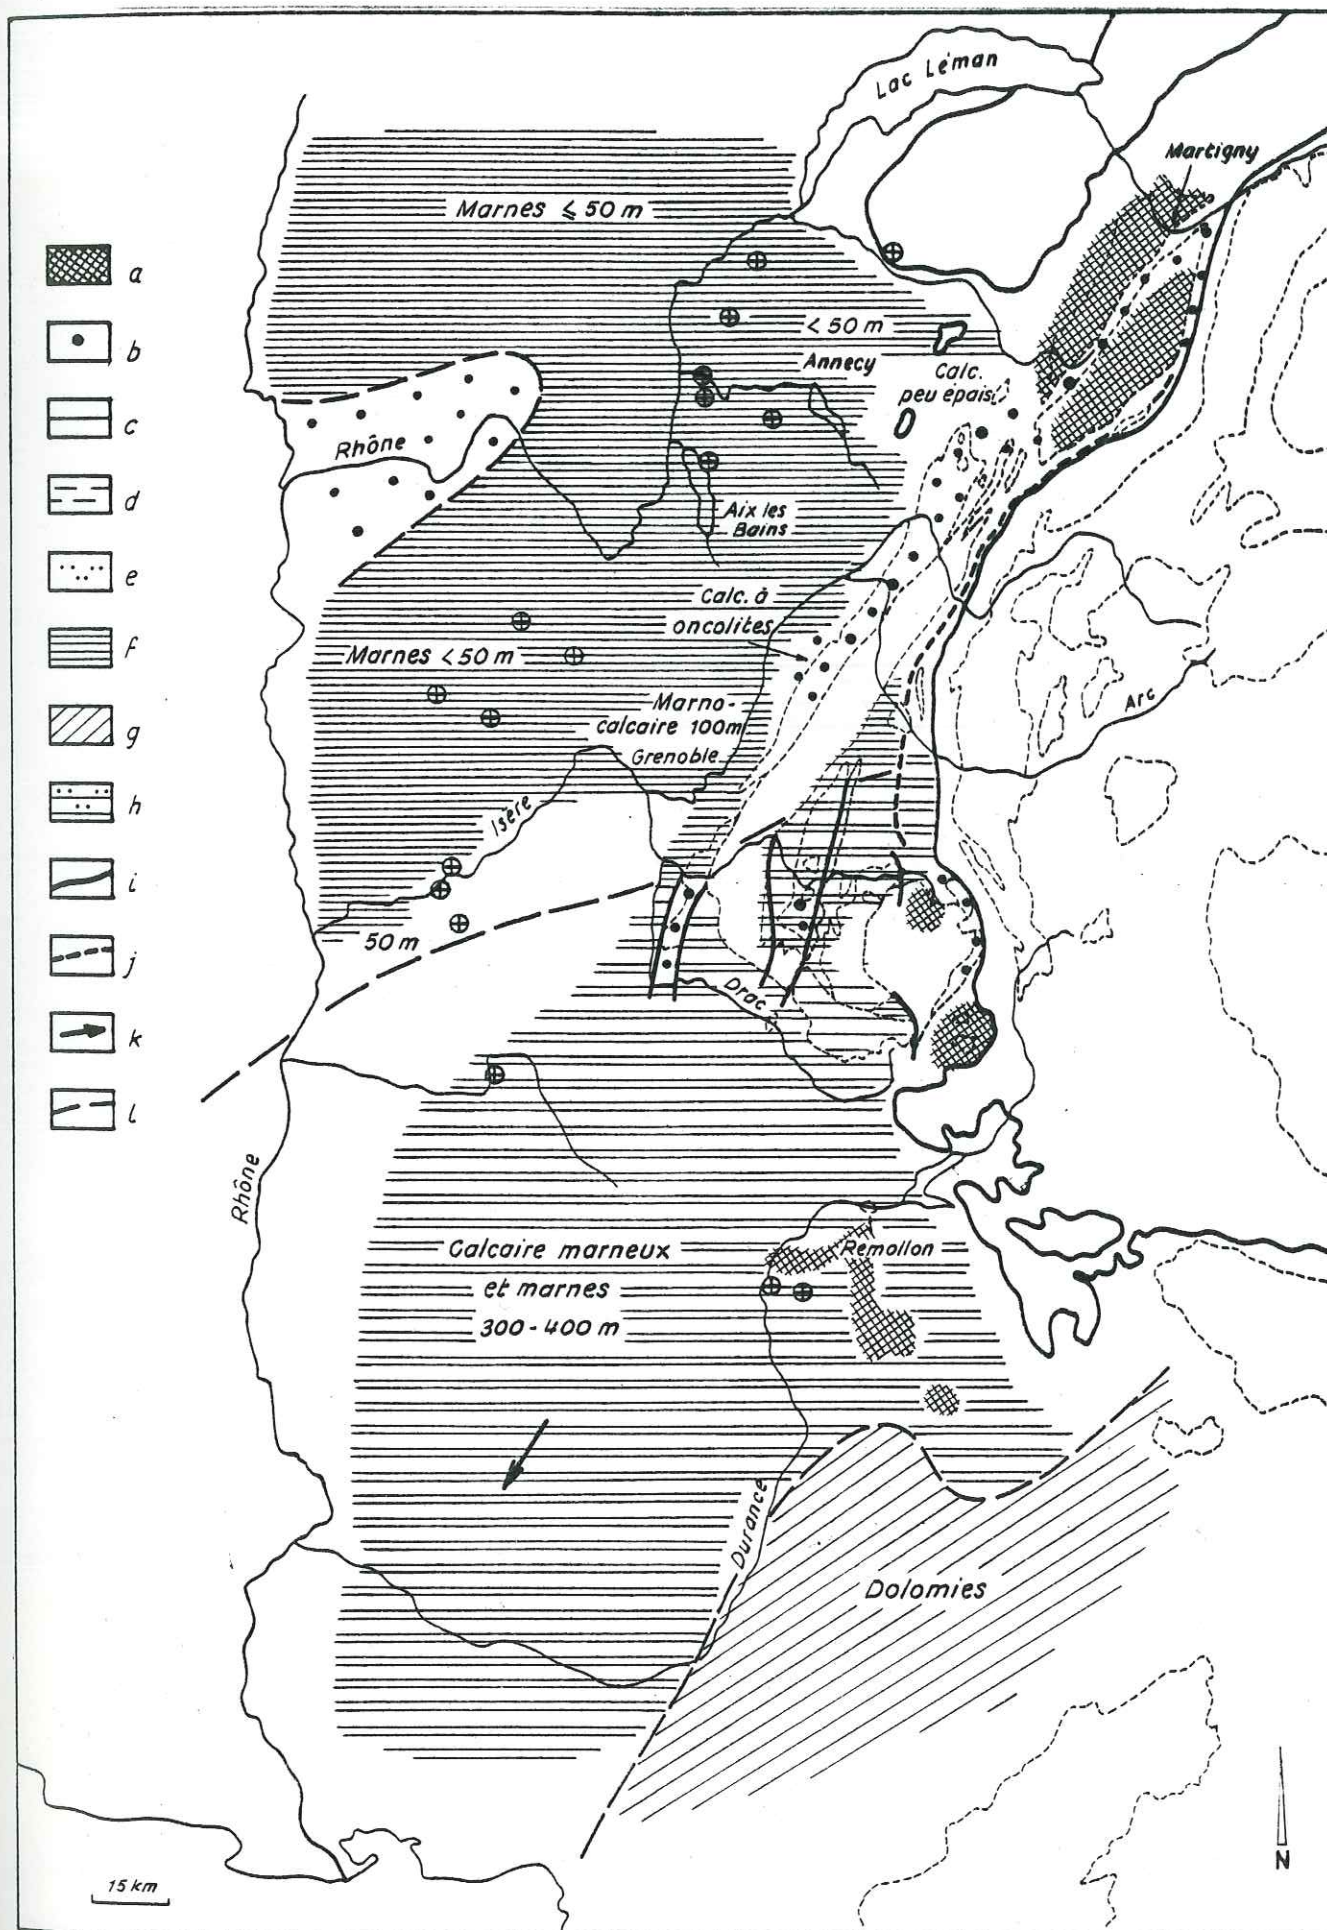 Lac Léman
Martigny
Marnes ⩽ 50 m
a
b
c
d
e
f
g
h
i
j
k
l
< 50 m
Annecy
Calc.
peu épais
Rhône
Aix les
Bains
Calc. à
oncolites
Marnes < 50 m
Marno-
calcaire 100m
Grenoble
Arc
Isère
50 m
Drac
Rhône
Calcaire marneux
et marnes
300-400 m
Remollon
Durance
Dolomies
15 km
N